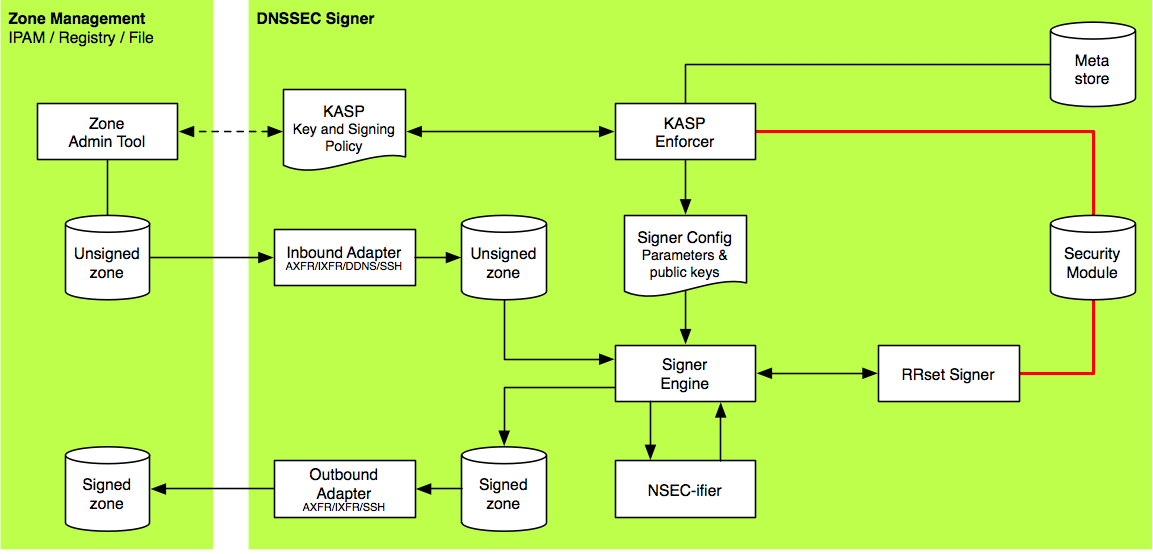 Zone Management
IPAM / Registry / File
DNSSEC Signer
Meta
store
Zone
Admin Tool
KASP
Key and Signing
Policy
KASP
Enforcer
Unsigned
zone
Inbound Adapter
AXFR/IXFR/DDNS/SSH
Unsigned
zone
Signer Config
Parameters &
public keys
Security
Module
Signer
Engine
RRset Signer
Signed
zone
Outbound
Adapter
AXFR/IXFR/SSH
Signed
zone
NSEC-ifier